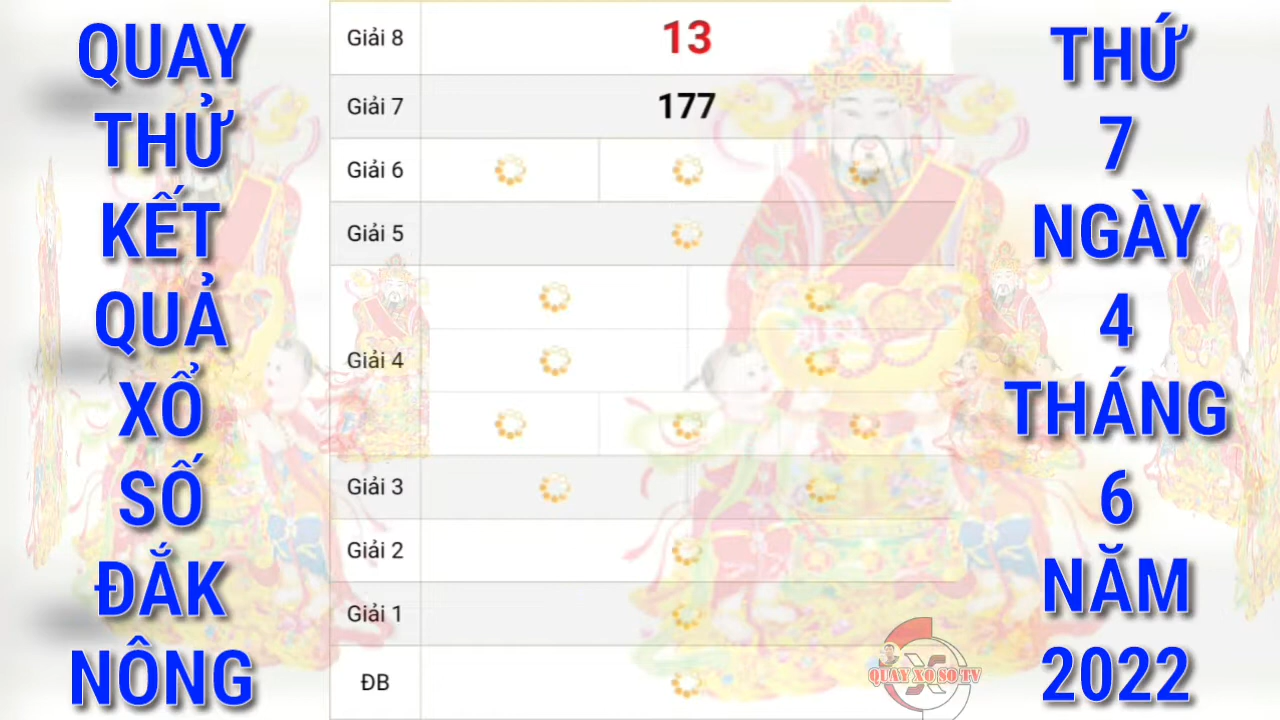 QUAY
THỬ
KẾT
QUẢ
XỔ
SỐ
ĐẮK
NÔNG
Giải 8 13
Giải 7 177
Giải 6
Giải 5
Giải 4
Giải 3
Giải 2
Giải 1
ĐB
QUAY XO SO TV
THỨ
7
NGÀY
4
THÁNG
6
NĂM
2022